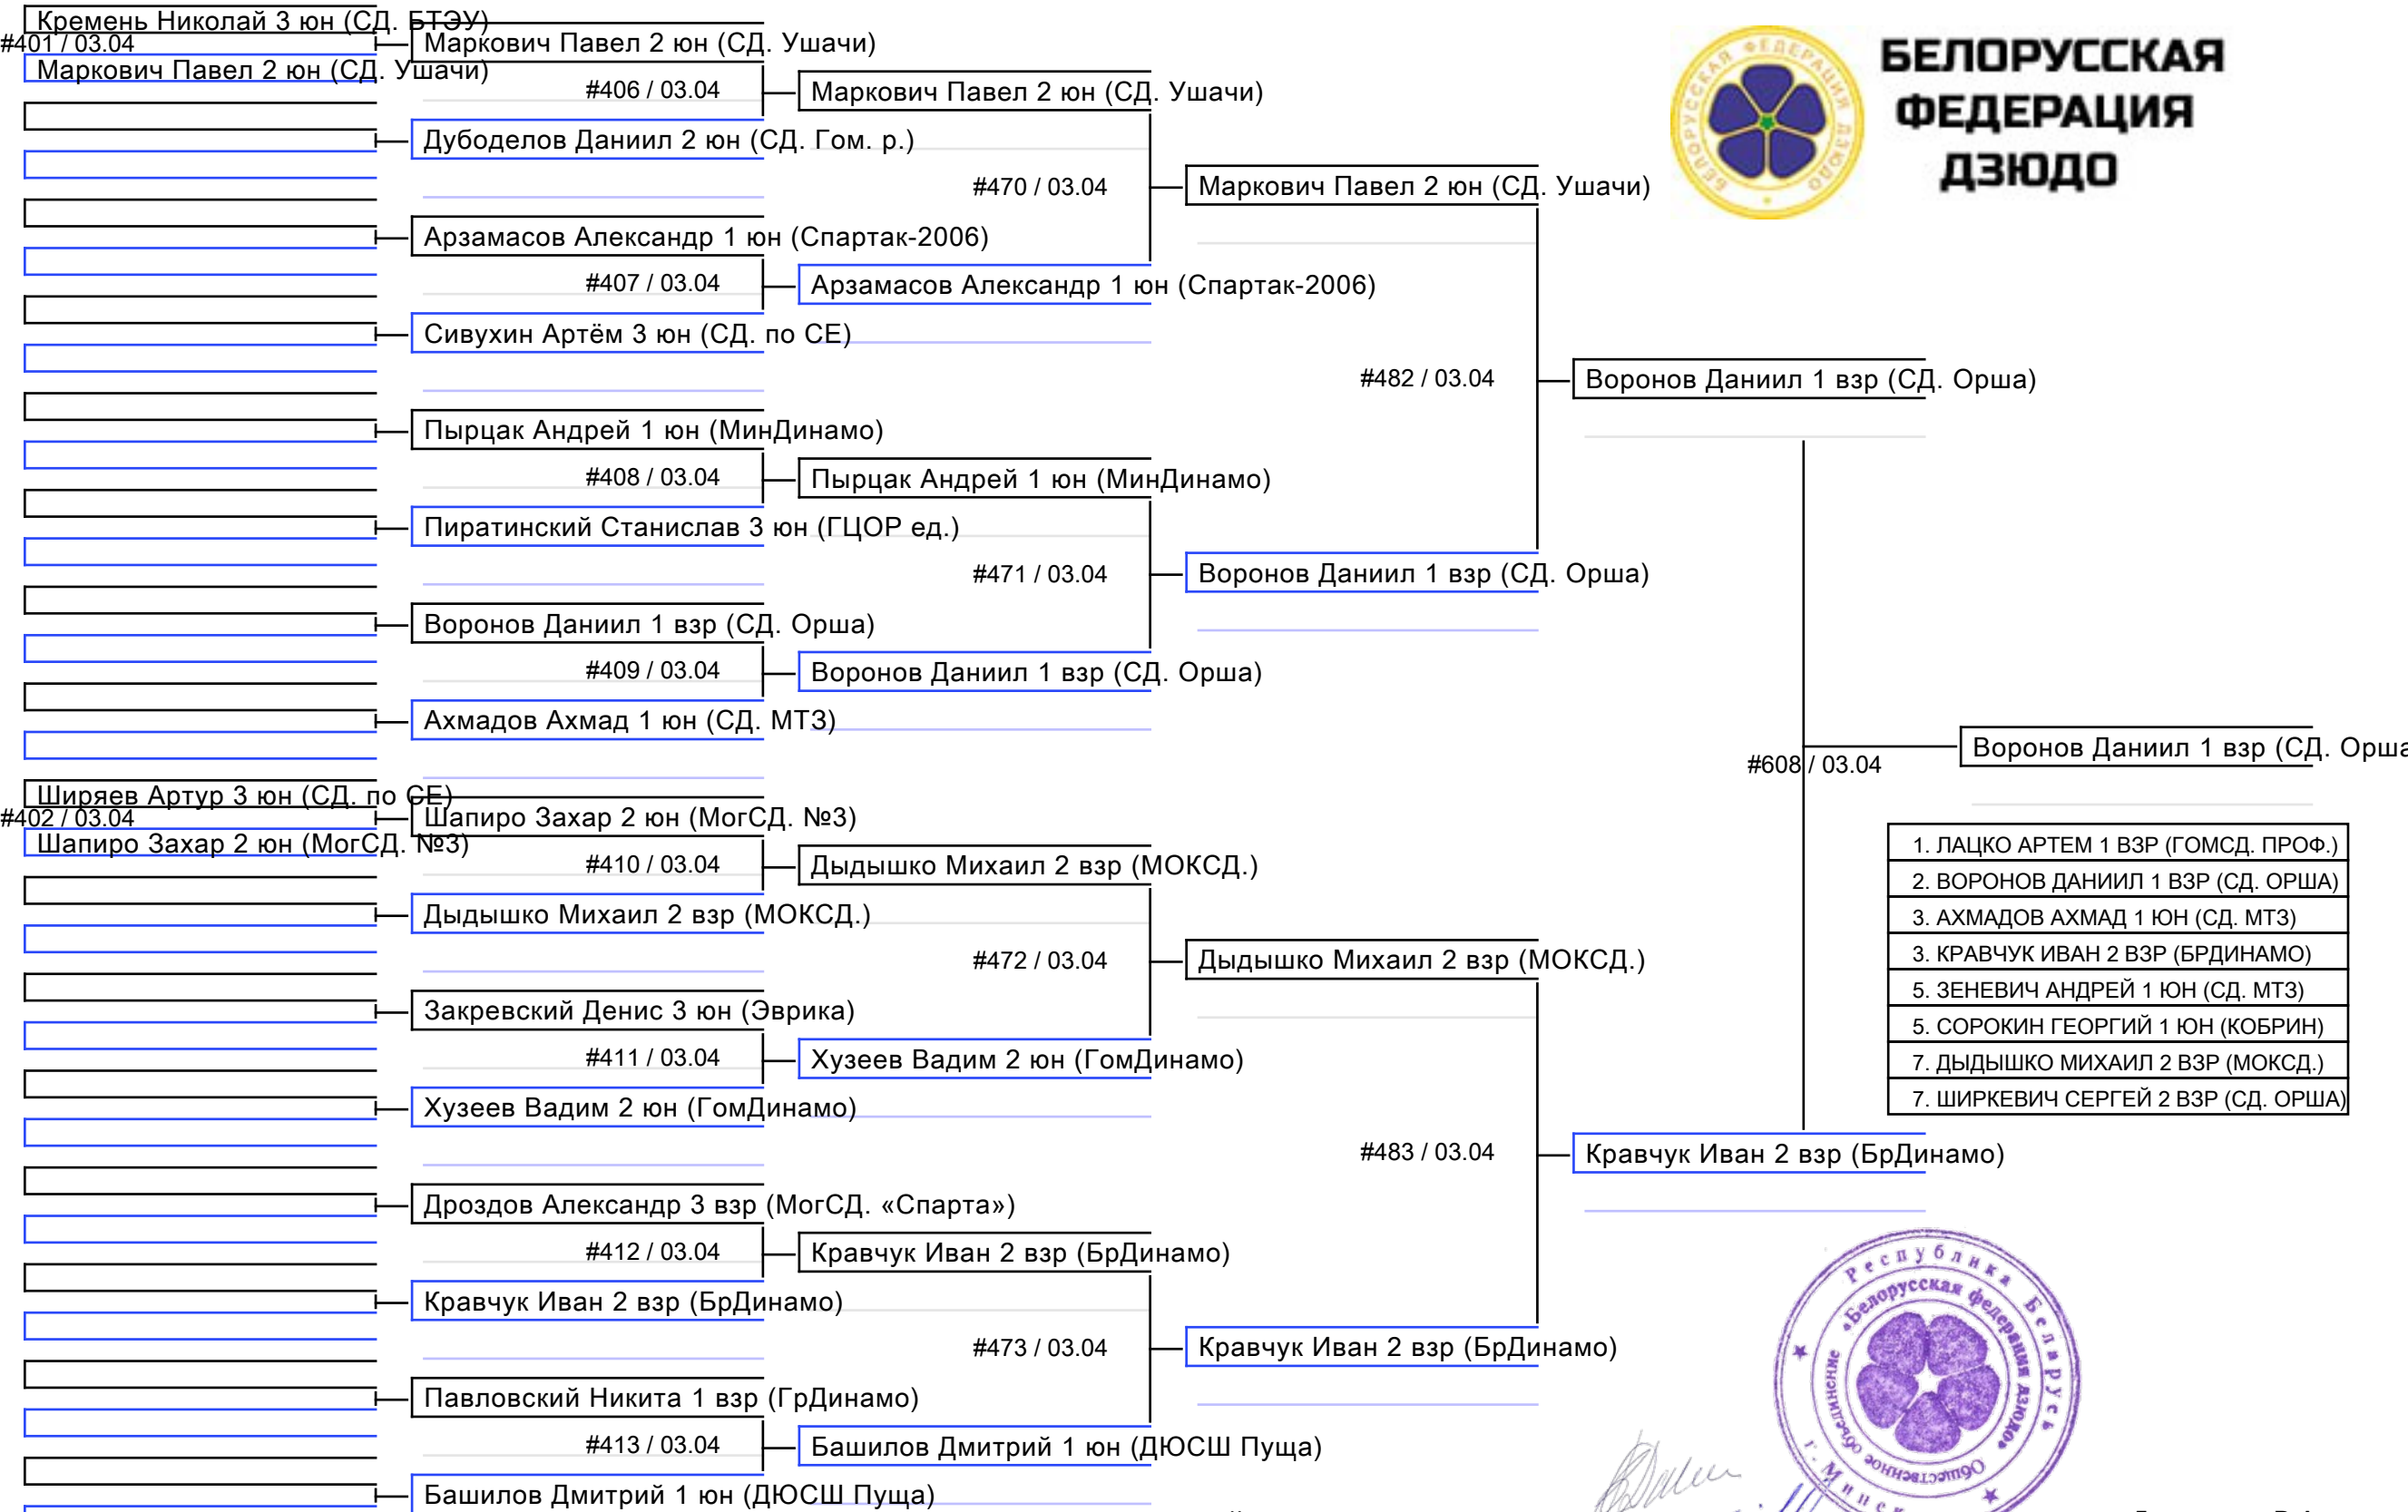 Кремень Николай 3 юн (СД. БТЭУ)
#401 / 03.04
Маркович Павел 2 юн (СД. Ушачи)
Маркович Павел 2 юн (СД. Ушачи)
#406 / 03.04
Маркович Павел 2 юн (СД. Ушачи)
Дубоделов Даниил 2 юн (СД. Гом. р.)
#470 / 03.04
Маркович Павел 2 юн (СД. Ушачи)
Арзамасов Александр 1 юн (Спартак-2006)
#407 / 03.04
Арзамасов Александр 1 юн (Спартак-2006)
Сивухин Артём 3 юн (СД. по СЕ)
#482 / 03.04
Воронов Даниил 1 взр (СД. Орша)
Пырцак Андрей 1 юн (МинДинамо)
#408 / 03.04
Пырцак Андрей 1 юн (МинДинамо)
Пиратинский Станислав 3 юн (ГЦОР ед.)
#471 / 03.04
Воронов Даниил 1 взр (СД. Орша)
Воронов Даниил 1 взр (СД. Орша)
#409 / 03.04
Воронов Даниил 1 взр (СД. Орша)
Ахмадов Ахмад 1 юн (СД. МТЗ)
#608 / 03.04
Воронов Даниил 1 взр (СД. Орша
Ширяев Артур 3 юн (СД. по СЕ)
#402 / 03.04
Шапиро Захар 2 юн (МогСД. №3)
Шапиро Захар 2 юн (МогСД. №3)
#410 / 03.04
Дыдышко Михаил 2 взр (МОКСД.)
Дыдышко Михаил 2 взр (МОКСД.)
#472 / 03.04
Дыдышко Михаил 2 взр (МОКСД.)
Закревский Денис 3 юн (Эврика)
#411 / 03.04
Хузеев Вадим 2 юн (ГомДинамо)
Хузеев Вадим 2 юн (ГомДинамо)
#483 / 03.04
Кравчук Иван 2 взр (БрДинамо)
Дроздов Александр 3 взр (МогСД. «Спарта»)
#412 / 03.04
Кравчук Иван 2 взр (БрДинамо)
Кравчук Иван 2 взр (БрДинамо)
#473 / 03.04
Кравчук Иван 2 взр (БрДинамо)
Павловский Никита 1 взр (ГрДинамо)
#413 / 03.04
Башилов Дмитрий 1 юн (ДЮСШ Пуща)
Башилов Дмитрий 1 юн (ДЮСШ Пуща)
БЕЛОРУССКАЯ ФЕДЕРАЦИЯ ДЗЮДО
БЕЛОРУССКАЯ
ФЕДЕРАЦИЯ
ДЗЮДО
1. ЛАЦКО АРТЕМ 1 ВЗР (ГОМСД. ПРОФ.)
2. ВОРОНОВ ДАНИИЛ 1 ВЗР (СД. ОРША)
3. АХМАДОВ АХМАД 1 ЮН (СД. МТЗ)
3. КРАВЧУК ИВАН 2 ВЗР (БРДИНАМО)
5. ЗЕНЕВИЧ АНДРЕЙ 1 ЮН (СД. МТЗ)
5. СОРОКИН ГЕОРГИЙ 1 ЮН (КОБРИН)
7. ДЫДЫШКО МИХАИЛ 2 ВЗР (МОКСД.)
7. ШИРКЕВИЧ СЕРГЕЙ 2 ВЗР (СД. ОРША)
Республика Беларусь
г. Минск
Общественное объединение
«Белорусская федерация дзюдо»